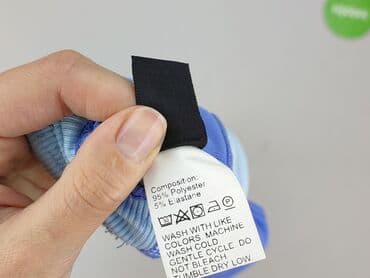 Composition:
95% Polyester
5% Elastane
WASH WITH LIKE
COLORS MACHINE
WASH COLD
GENTLE CYCLE DO
NOT BLEACH
TUMBLE DRY LOW